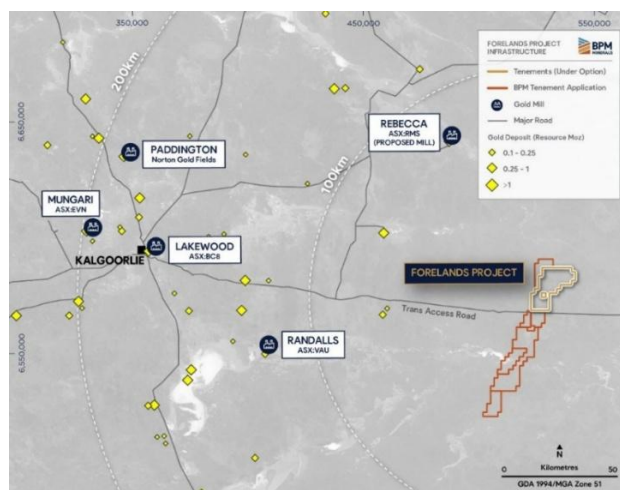 350,000
450,000
550,000
FORELANDS PROJECT
INFRASTRUCTURE
BPM
MINERALS
Tenements (Under Option)
BPM Tenement Application
Gold Mill
Major Road
Gold Deposit (Resource Moz)
0.1 - 0.25
0.25 - 1
>1
200km
6,650,000
PADDINGTON
Norton Gold Fields
REBECCA
ASX:RMS
(PROPOSED MILL)
100km
MUNGARI
ASX:EVN
LAKEWOOD
ASX:BC8
KALGOORLIE
FORELANDS PROJECT
Trans Access Road
6,550,000
RANDALLS
ASX:VAU
N
0 Kilometres 50
GDA 1994/MGA Zone 51